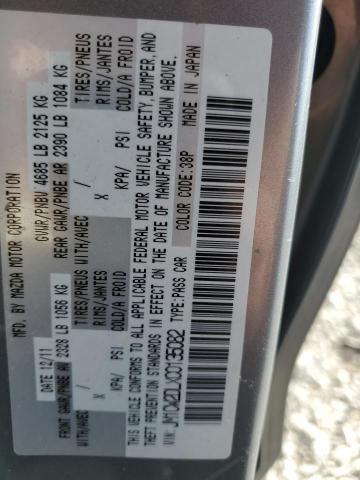 MFD. BY MAZDA MOTOR CORPORATION
DATE 12/11 GVWR/PNBV 4685 LB 2125 KG
FRONT GAWR/PNBE AV 2328 LB 1056 KG REAR GAWR/PNBE AR 2390 LB 1084 KG
WITH/AVEC / TIRES/PNEUS WITH/AVEC / TIRES/PNEUS
/ RIMS/JANTES / RIMS/JANTES
KPA/ PSI COLD/A FROID KPA/ PSI COLD/A FROID
THIS VEHICLE CONFORMS TO ALL APPLICABLE FEDERAL MOTOR VEHICLE SAFETY, BUMPER, AND
THEFT PREVENTION STANDARDS IN EFFECT ON THE DATE OF MANUFACTURE SHOWN ABOVE.
VIN: JM1CW2DLXC0135082 TYPE:PASS CAR COLOR CODE:38P MADE IN JAPAN